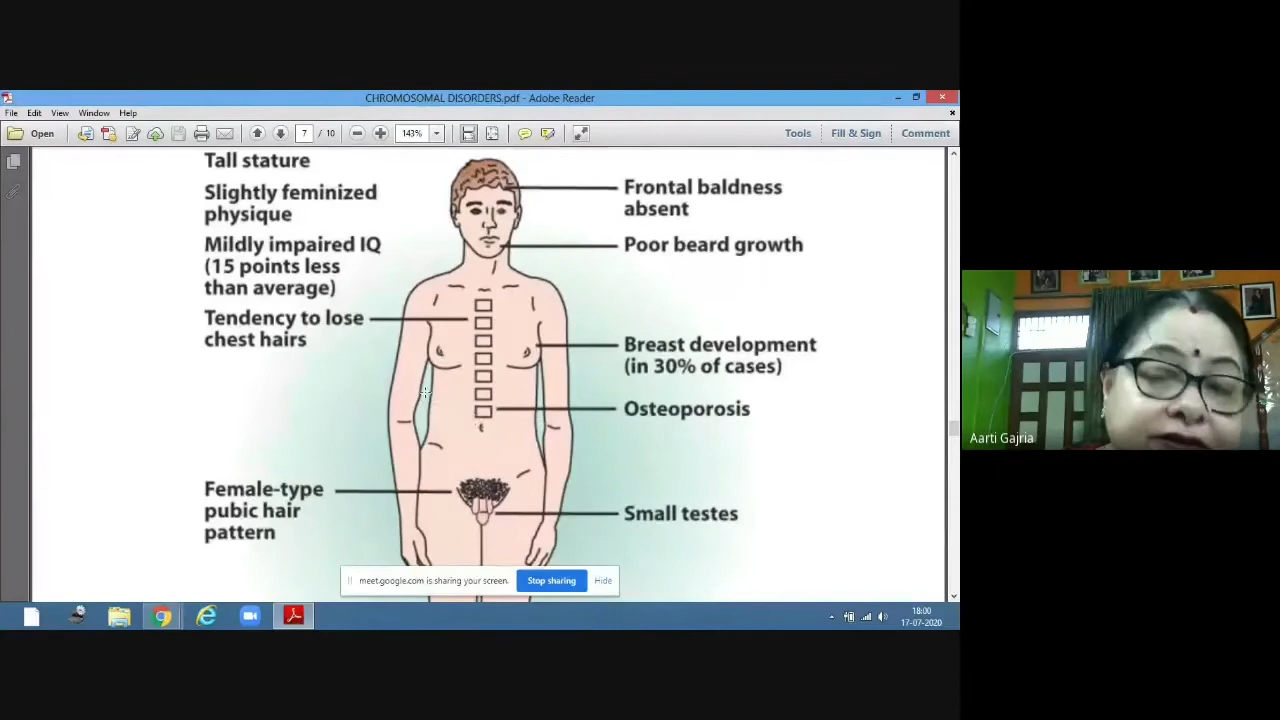 CHROMOSOMAL DISORDERS.pdf - Adobe Reader
File Edit View Window Help
Open 7 / 10 143% Tools Fill & Sign Comment
Tall stature
Slightly feminized
physique
Mildly impaired IQ
(15 points less
than average)
Tendency to lose
chest hairs
Female-type
pubic hair
pattern
Frontal baldness
absent
Poor beard growth
Breast development
(in 30% of cases)
Osteoporosis
Small testes
meet.google.com is sharing your screen. Stop sharing Hide
18:00
17-07-2020
Aarti Gajria